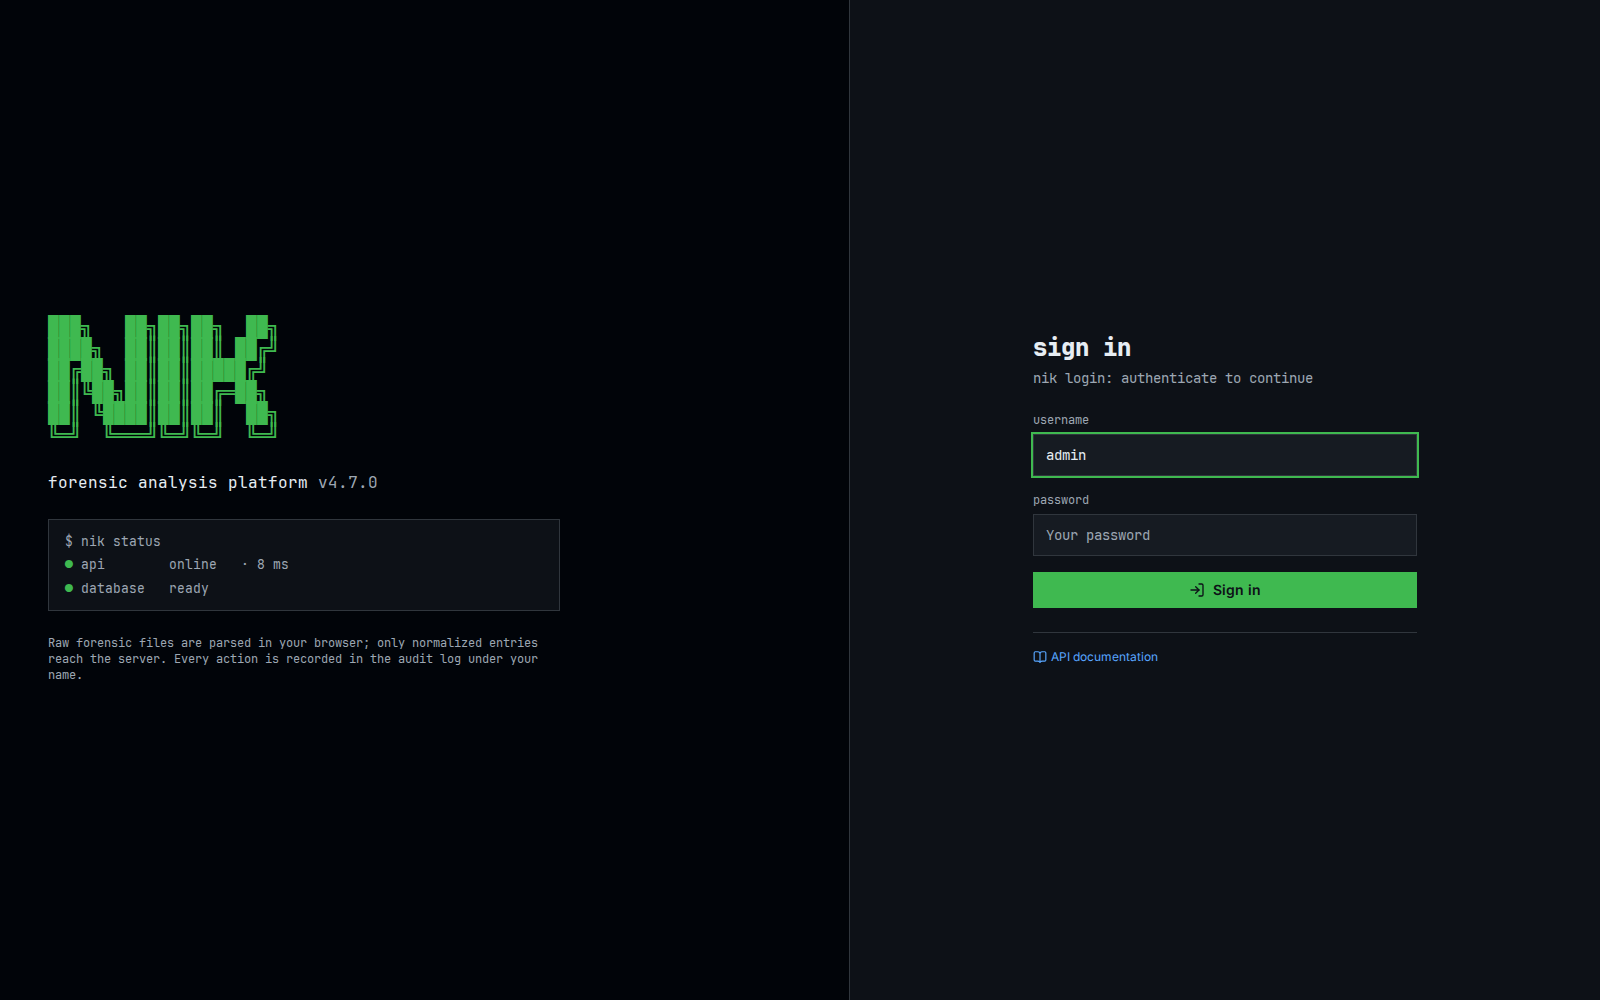 NIK
forensic analysis platform v4.7.0
$ nik status
api online · 8 ms
database ready
Raw forensic files are parsed in your browser; only normalized entries
reach the server. Every action is recorded in the audit log under your
name.
sign in
nik login: authenticate to continue
username
admin
password
Your password
Sign in
API documentation